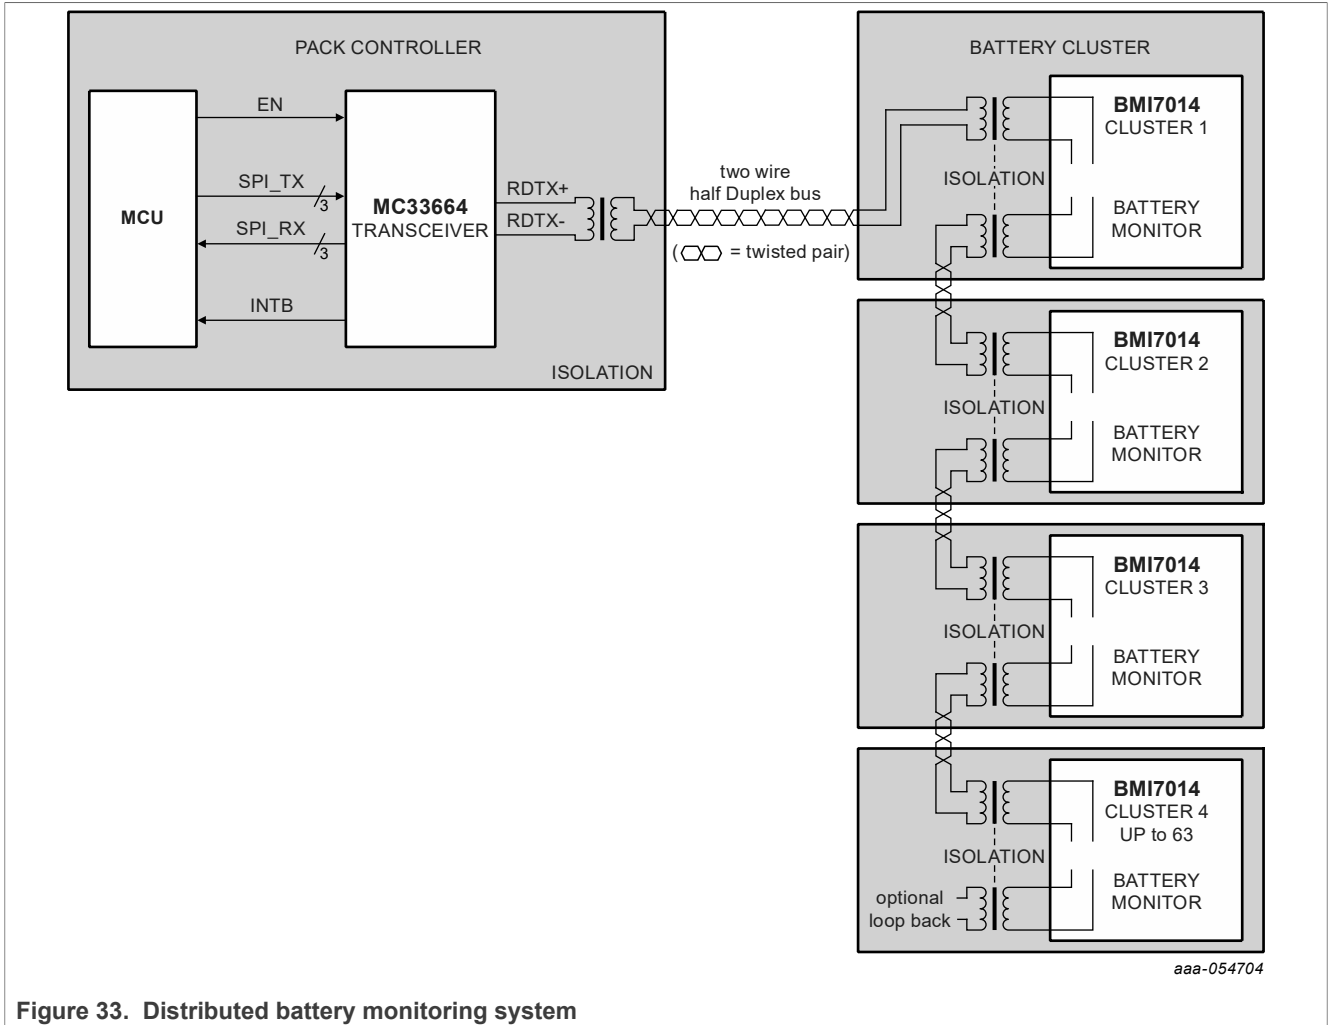 PACK CONTROLLER
MCU
EN
SPI_TX
3
SPI_RX
3
INTB
MC33664
TRANSCEIVER
RDTX+
RDTX-
ISOLATION
two wire
half Duplex bus
( = twisted pair)
BATTERY CLUSTER
BMI7014
CLUSTER 1
ISOLATION
BATTERY
MONITOR
BMI7014
CLUSTER 2
ISOLATION
BATTERY
MONITOR
BMI7014
CLUSTER 3
ISOLATION
BATTERY
MONITOR
BMI7014
CLUSTER 4
UP to 63
ISOLATION
BATTERY
MONITOR
optional
loop back
aaa-054704
Figure 33. Distributed battery monitoring system